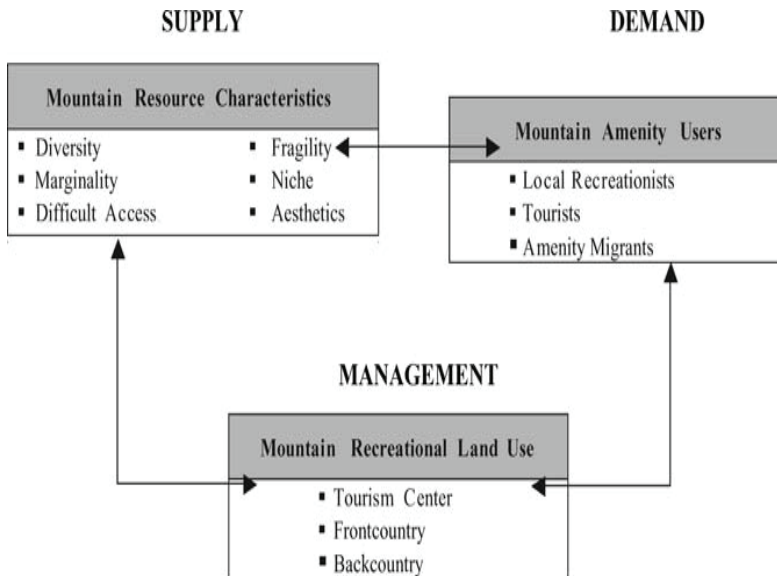 SUPPLY
DEMAND
Mountain Resource Characteristics
▪ Diversity
▪ Marginality
▪ Difficult Access
▪ Fragility
▪ Niche
▪ Aesthetics
Mountain Amenity Users
▪ Local Recreationists
▪ Tourists
▪ Amenity Migrants
MANAGEMENT
Mountain Recreational Land Use
▪ Tourism Center
▪ Frontcountry
▪ Backcountry